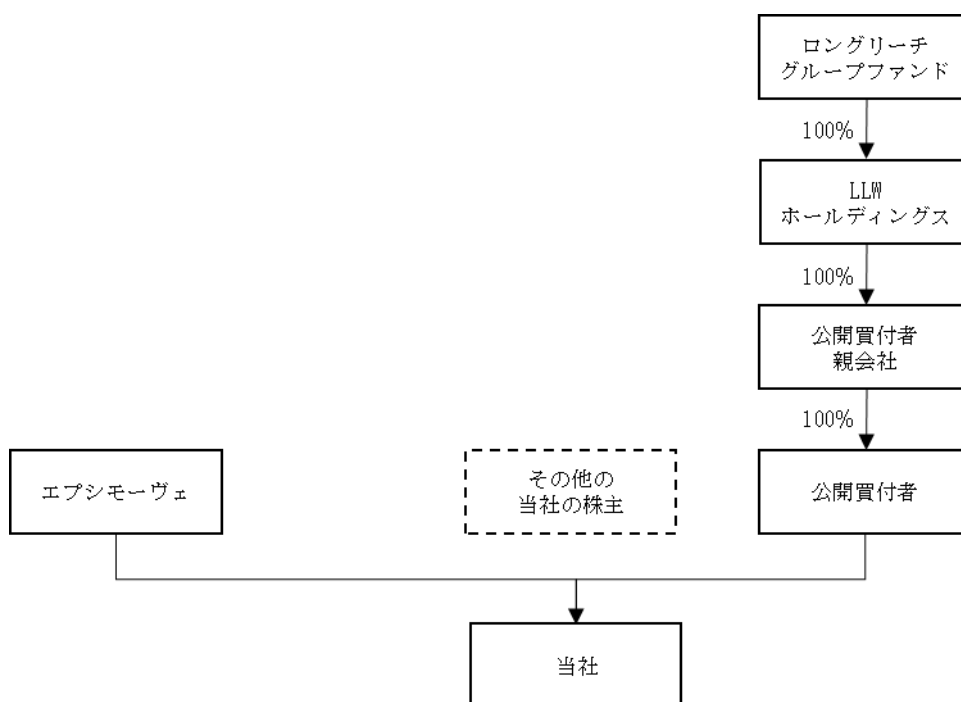 ロングリーチ
グループファンド
100%
LLW
ホールディングス
100%
公開買付者
親会社
100%
エプシモーヴェ
その他の
当社の株主
公開買付者
当社